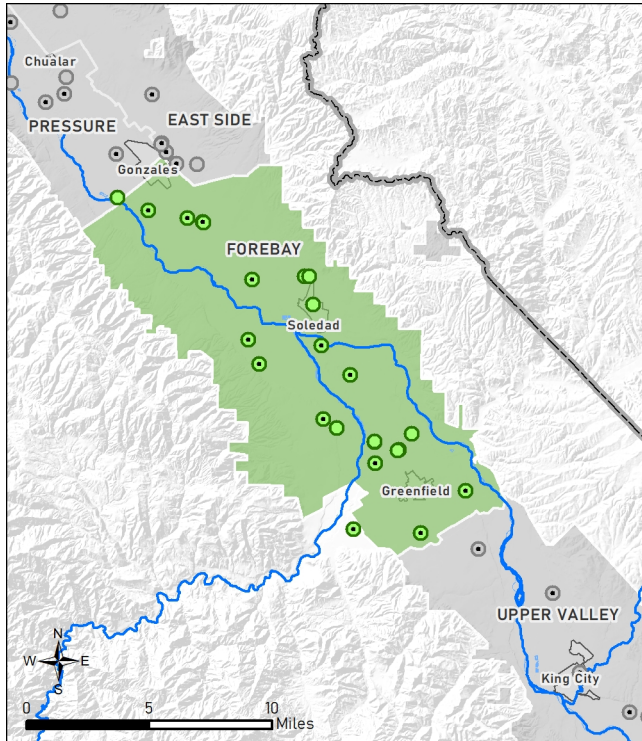 Chualar
EAST SIDE
PRESSURE
Gonzales
FOREBAY
Soledad
Greenfield
UPPER VALLEY
King City
N
W E
S
0 5 10
Miles